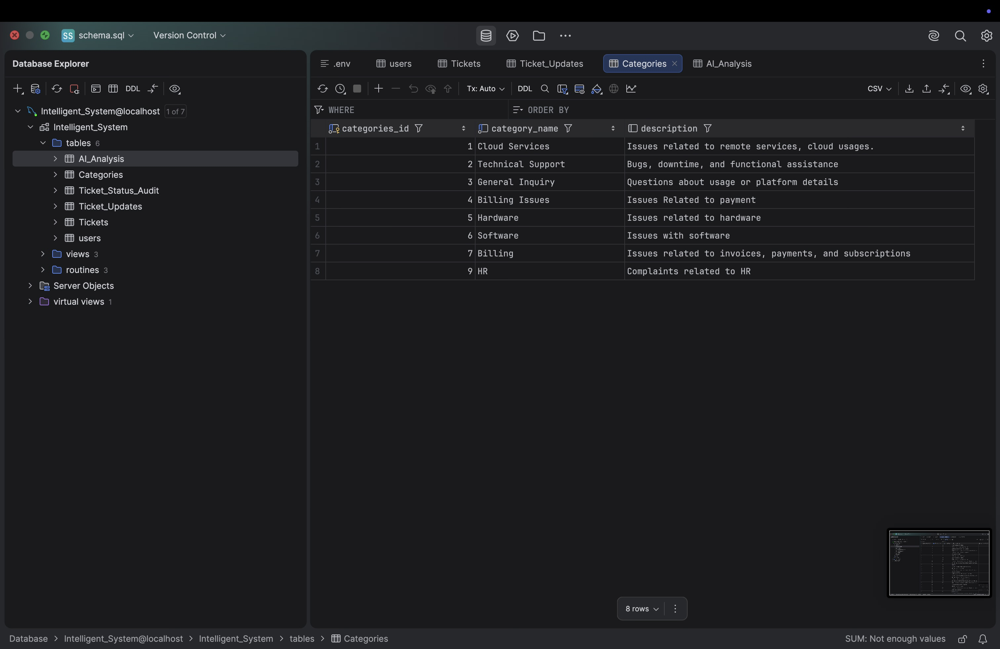 SS schema.sql Version Control
Database Explorer
.env users Tickets Ticket_Updates Categories AI_Analysis
DDL
Tx: Auto DDL CSV
WHERE ORDER BY
Intelligent_System@localhost 1 of 7
Intelligent_System
tables 6
AI_Analysis
Categories
Ticket_Status_Audit
Ticket_Updates
Tickets
users
views 3
routines 3
Server Objects
virtual views 1
categories_id category_name description
1 1 Cloud Services Issues related to remote services, cloud usages.
2 2 Technical Support Bugs, downtime, and functional assistance
3 3 General Inquiry Questions about usage or platform details
4 4 Billing Issues Issues Related to payment
5 5 Hardware Issues related to hardware
6 6 Software Issues with software
7 7 Billing Issues related to invoices, payments, and subscriptions
8 9 HR Complaints related to HR
8 rows
Database > Intelligent_System@localhost > Intelligent_System > tables > Categories
SUM: Not enough values